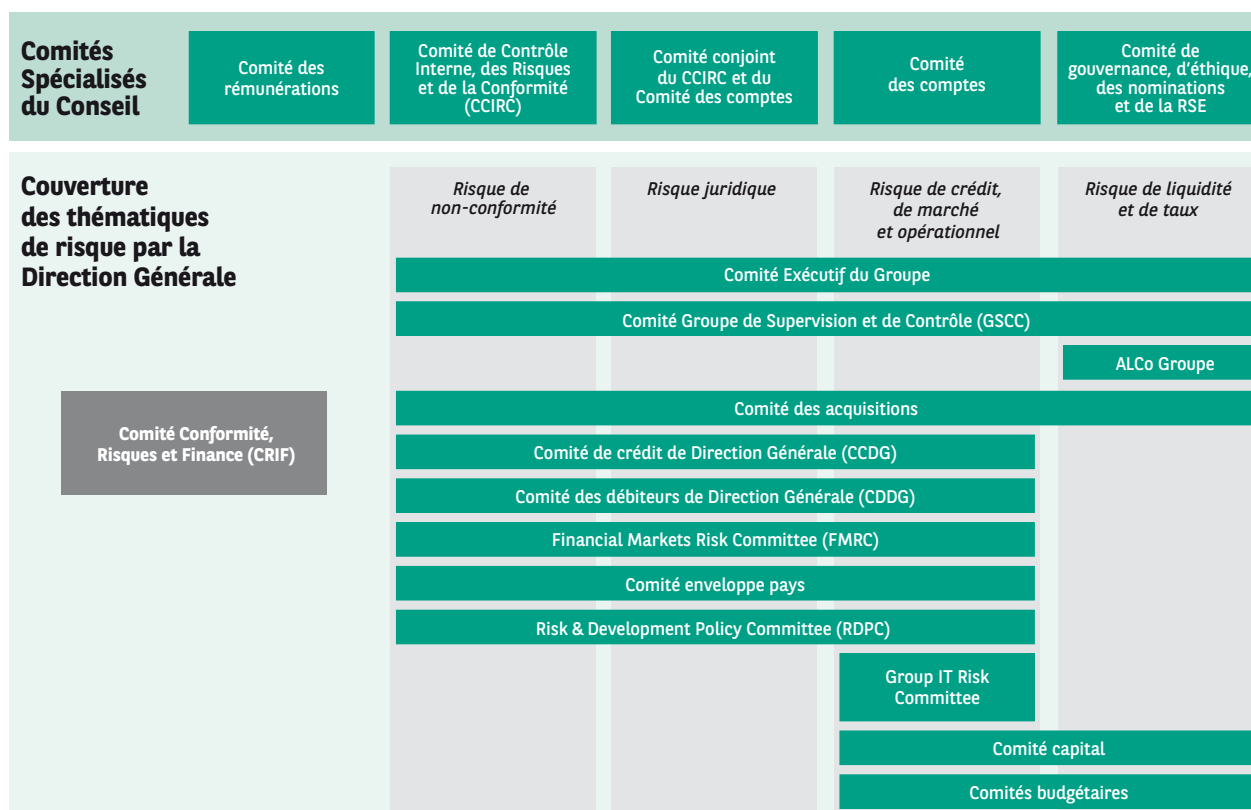 Comités
Spécialisés
du Conseil
Comité des
rémunérations
Comité de Contrôle
Interne, des Risques
et de la Conformité
(CCIRC)
Comité conjoint
du CCIRC et du
Comité des comptes
Comité
des comptes
Comité de
gouvernance, d'éthique,
des nominations
et de la RSE
Couverture
des thématiques
de risque par la
Direction Générale
Risque de
non-conformité
Risque juridique
Risque de crédit,
de marché
et opérationnel
Risque de liquidité
et de taux
Comité Exécutif du Groupe
Comité Groupe de Supervision et de Contrôle (GSCC)
ALCo Groupe
Comité des acquisitions
Comité Conformité,
Risques et Finance (CRIF)
Comité de crédit de Direction Générale (CCDG)
Comité des débiteurs de Direction Générale (CDDG)
Financial Markets Risk Committee (FMRC)
Comité enveloppe pays
Risk & Development Policy Committee (RDPC)
Group IT Risk
Committee
Comité capital
Comités budgétaires